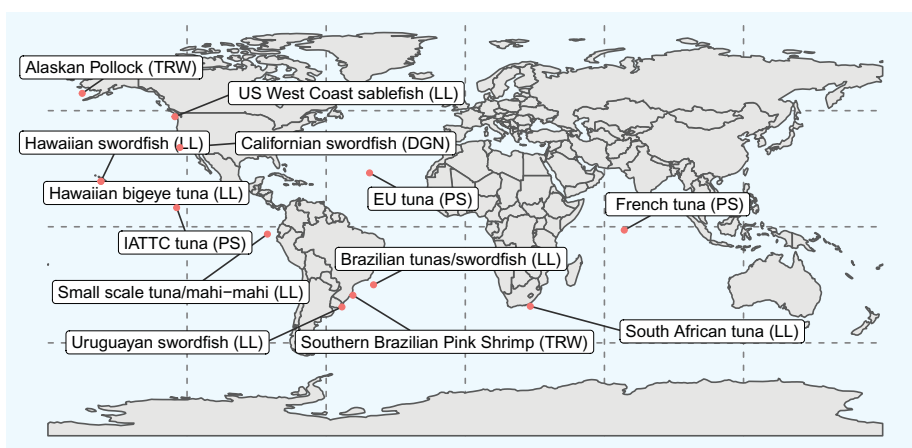 Alaskan Pollock (TRW)
US West Coast sablefish (LL)
Hawaiian swordfish (LL)
Californian swordfish (DGN)
Hawaiian bigeye tuna (LL)
EU tuna (PS)
French tuna (PS)
IATTC tuna (PS)
Brazilian tunas/swordfish (LL)
Small scale tuna/mahi−mahi (LL)
South African tuna (LL)
Uruguayan swordfish (LL)
Southern Brazilian Pink Shrimp (TRW)